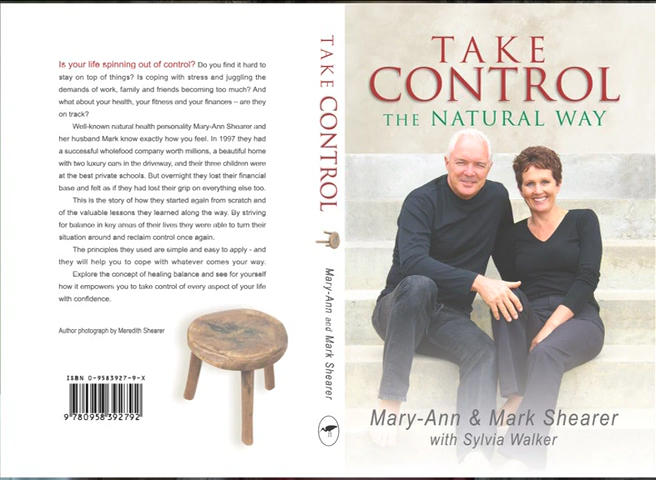 Is your life spinning out of control? Do you find it hard to
stay on top of things? Is coping with stress and juggling the
demands of work, family and friends becoming too much? And
what about your health, your fitness and your finances – are they
on track?
Well-known natural health personality Mary-Ann Shearer and
her husband Mark know exactly how you feel. In 1997 they had
a successful wholefood company worth millions, a beautiful home
with two luxury cars in the driveway, and their three children were
at the best private schools. But overnight they lost their financial
base and felt as if they had lost their grip on everything else too.
This is the story of how they started again from scratch and
of the valuable lessons they learned along the way. By striving
for balance in key areas of their lives they were able to turn their
situation around and reclaim control once again.
The principles they used are simple and easy to apply - and
they will help you to cope with whatever comes your way.
Explore the concept of healing balance and see for yourself
how it empowers you to take control of every aspect of your life
with confidence.
Author photograph by Meredith Shearer
ISBN 0-9583927-9-X
9 780958 392792
TAKE CONTROL
Mary-Ann and Mark Shearer
TAKE
CONTROL
THE NATURAL WAY
Mary-Ann & Mark Shearer
with Sylvia Walker